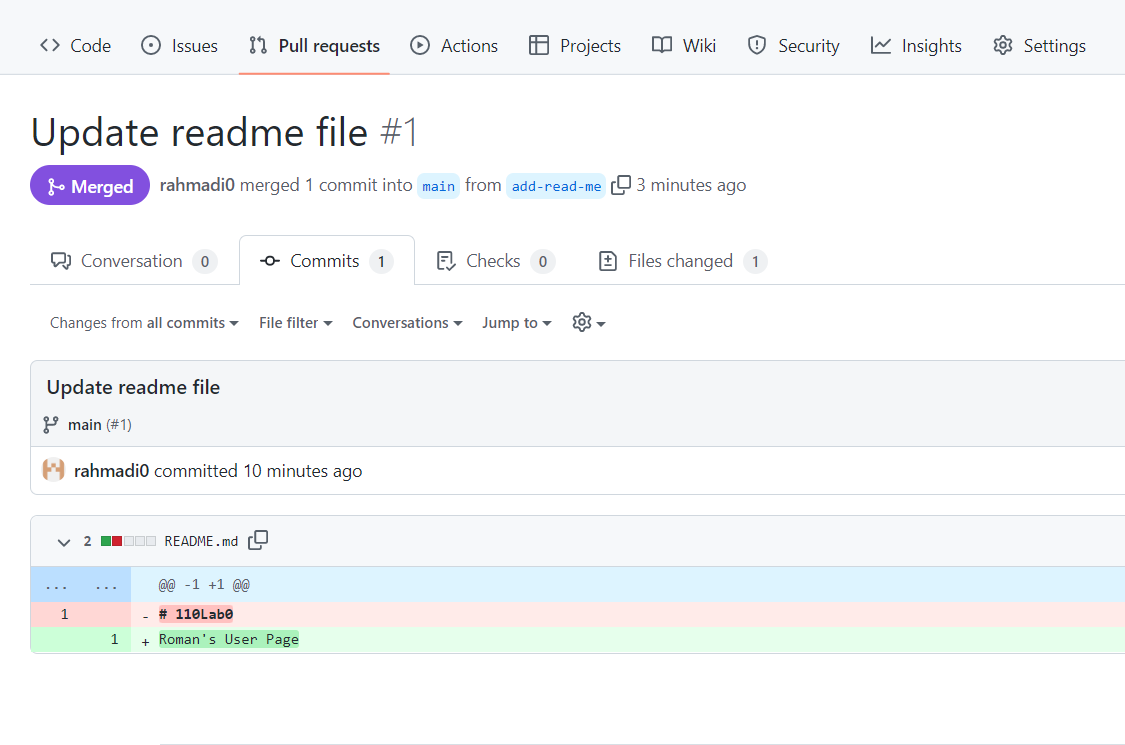 Code Issues Pull requests Actions Projects Wiki Security Insights Settings
Update readme file #1
Merged rahmadi0 merged 1 commit into main from add-read-me 3 minutes ago
Conversation 0 Commits 1 Checks 0 Files changed 1
Changes from all commits File filter Conversations Jump to
Update readme file
main (#1)
rahmadi0 committed 10 minutes ago
2 README.md
... ... @@ -1 +1 @@
1 - # 110Lab0
1 + Roman's User Page